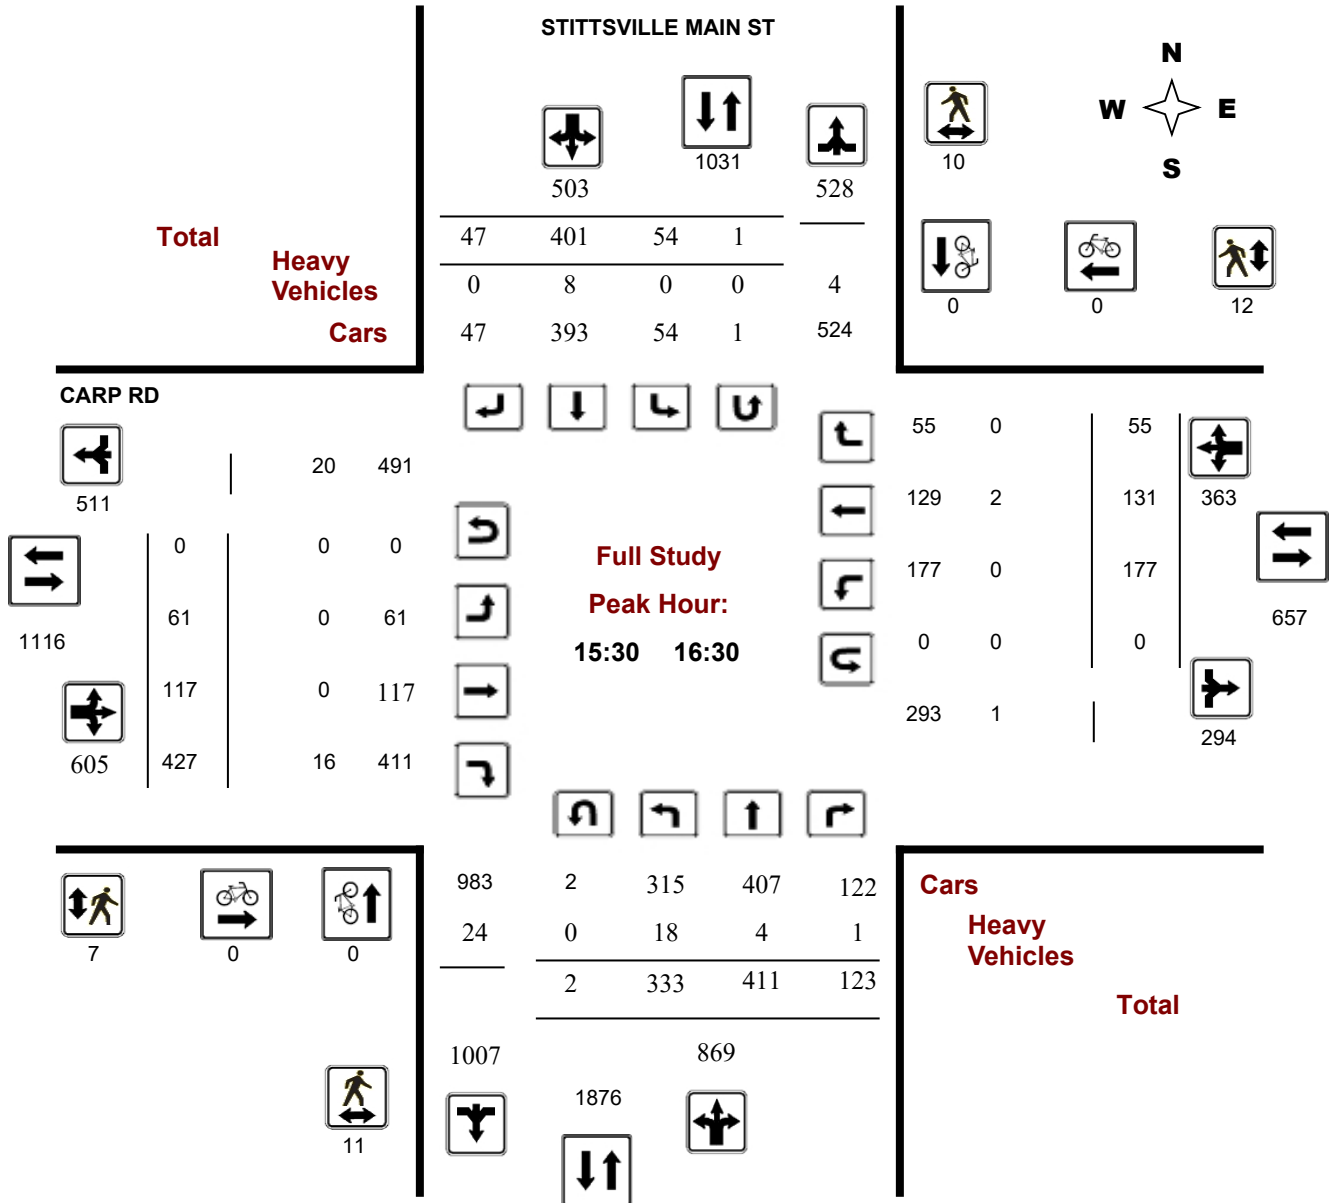 STITTSVILLE MAIN ST
N
W E
S
1031
10
503 528
Total 47 401 54 1
Heavy
Vehicles 0 8 0 0 4
0 0 12
Cars 47 393 54 1 524
CARP RD
55 0 55
20 491
511 129 2 131 363
0 0 0
Full Study
177 0 177
Peak Hour:
61 0 61
657
1116
15:30 16:30
0 0 0
117 0 117
293 1
294
605 427 16 411
983 2 315 407 122
Cars
24 0 18 4 1
Heavy
Vehicles
7 0 0
2 333 411 123
Total
1007 869
1876
11